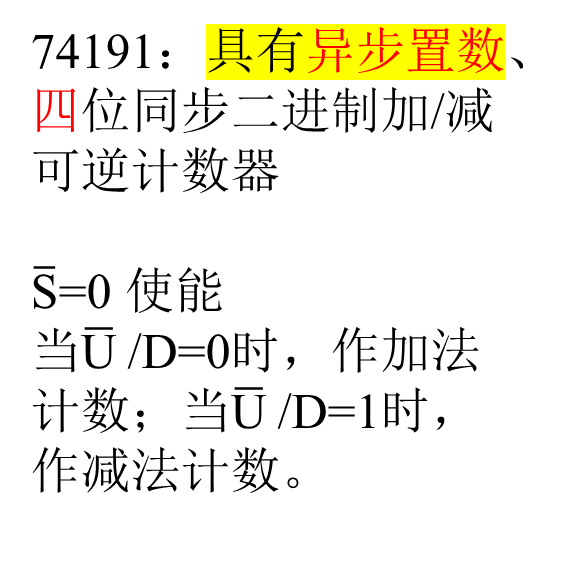 74191：具有异步置数、
四位同步二进制加/减
可逆计数器
S̅=0 使能
当U̅ /D=0时，作加法
计数；当U̅ /D=1时，
作减法计数。